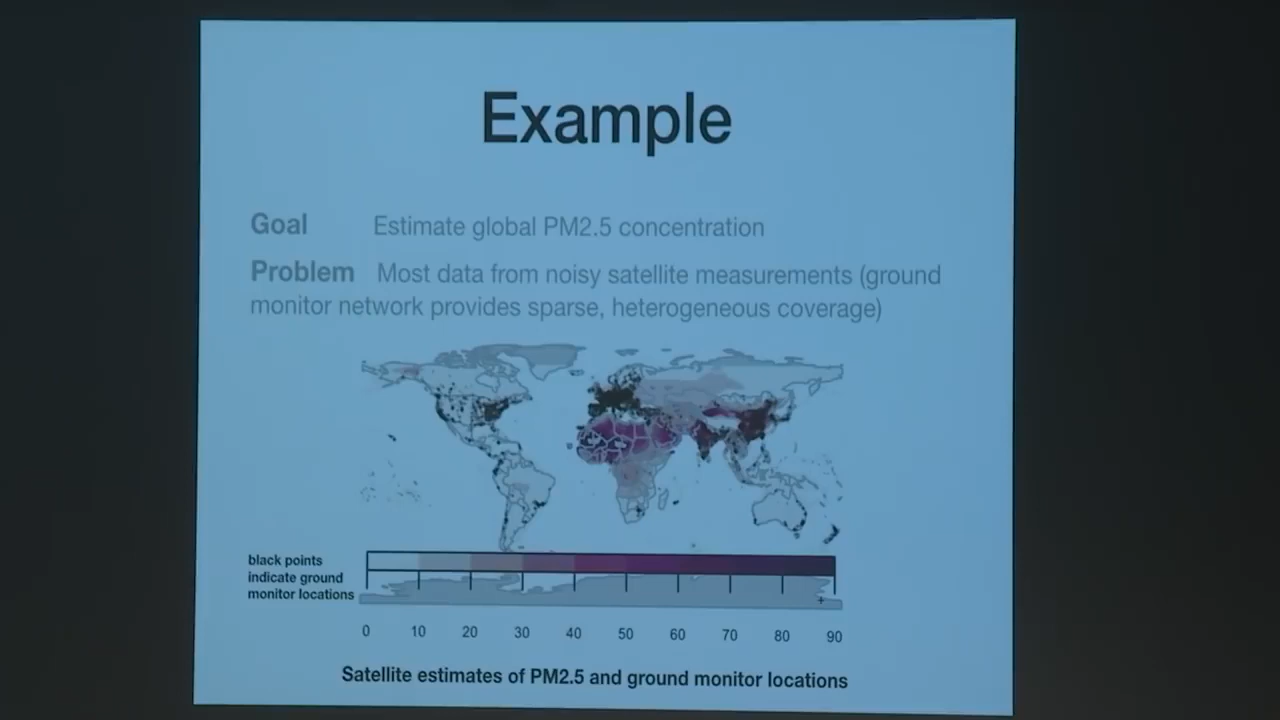 Example
Goal Estimate global PM2.5 concentration
Problem Most data from noisy satellite measurements (ground
monitor network provides sparse, heterogeneous coverage)
black points
indicate ground
monitor locations
0 10 20 30 40 50 60 70 80 90
Satellite estimates of PM2.5 and ground monitor locations